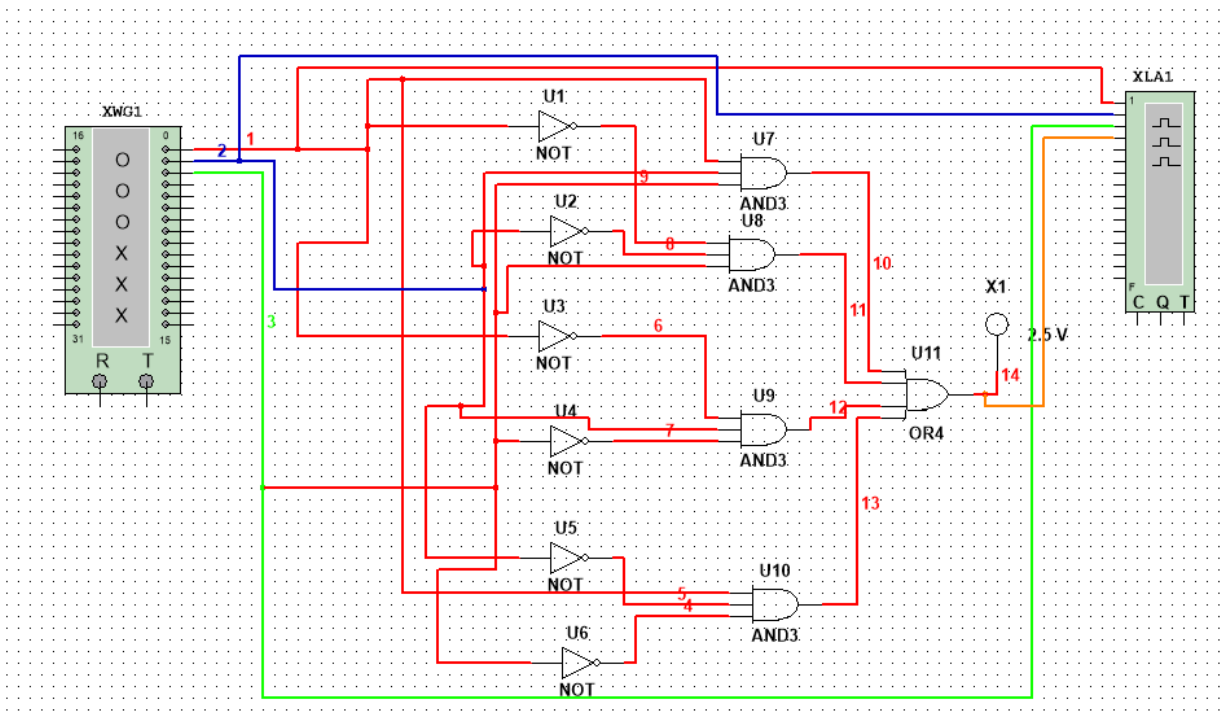 XLA1
U1
XWG1
1
16
0
1
2
NOT
U7
O
9
O
U2
AND3
U8
O
8
X
NOT
10
X
AND3
F
X1
C Q T
U3
11
X
3
6
2.5 V
31
15
NOT
U11
R T
14
U9
U4
12
7
OR4
NOT
AND3
13
U5
U10
NOT
5
4
U6
AND3
NOT